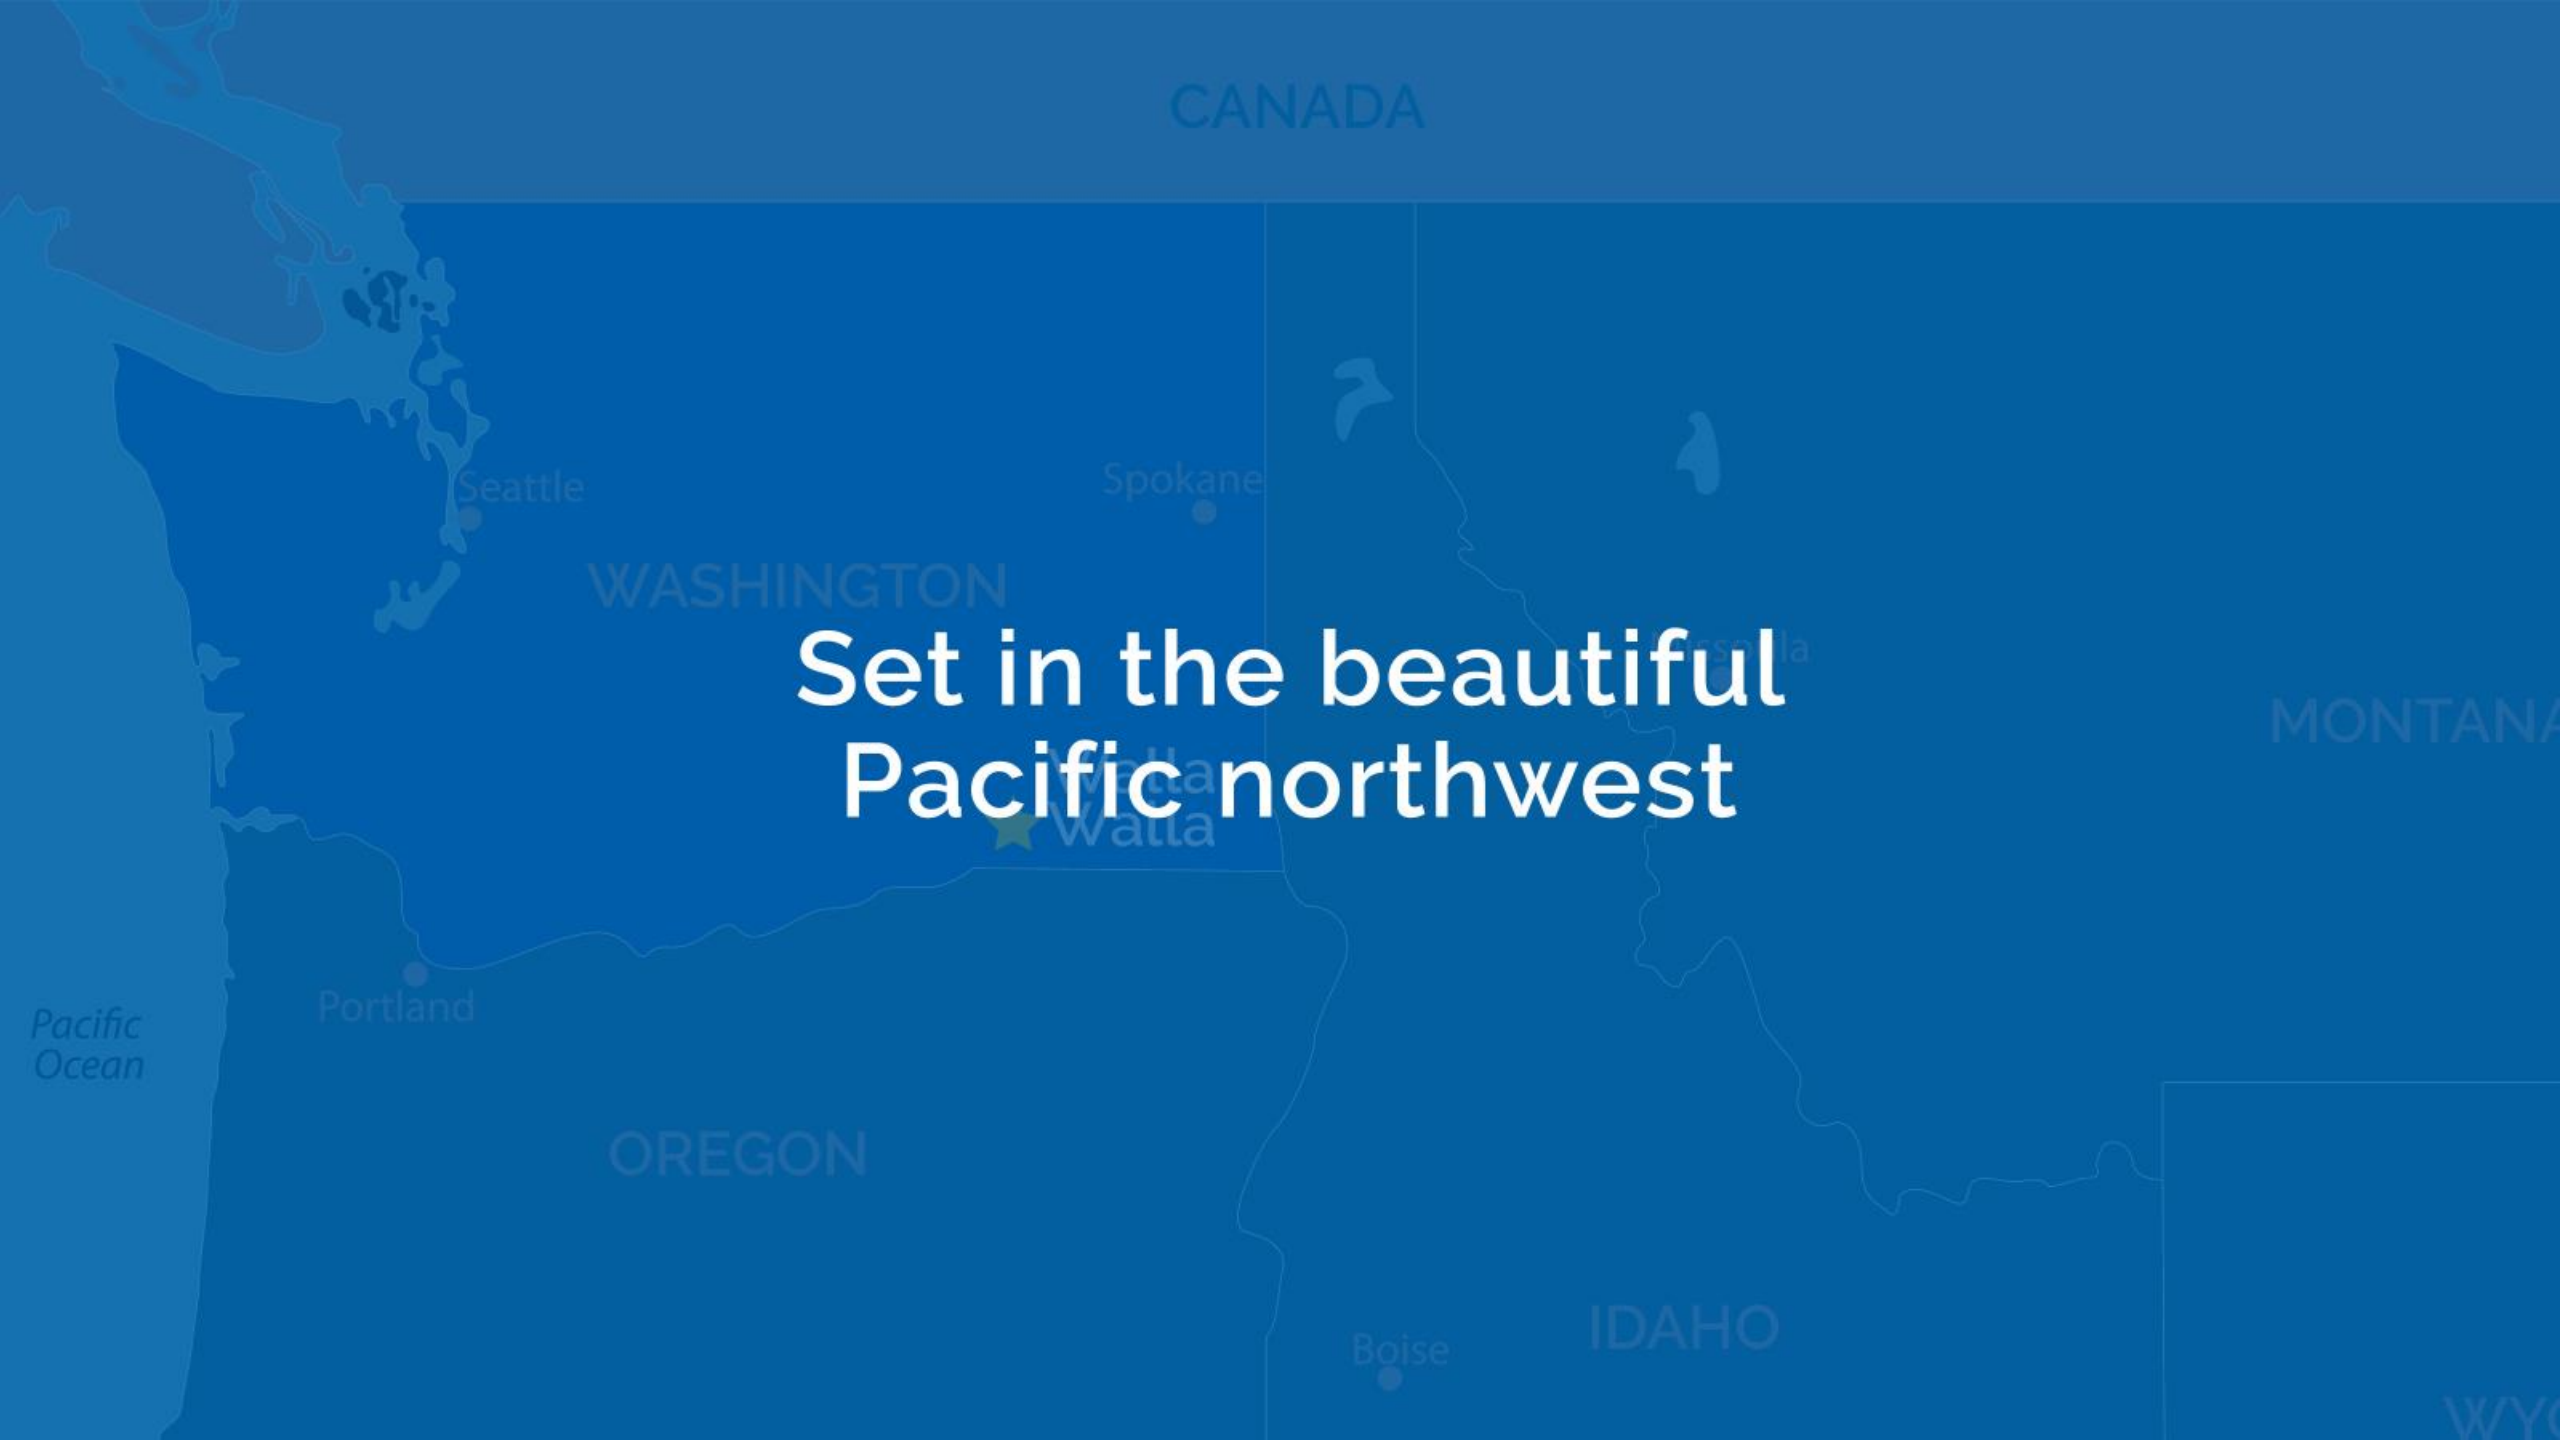 CANADA
Seattle
Spokane
WASHINGTON
Set in the beautiful
MONTANA
Pacific northwest
Walla
Walla
Portland
Pacific
Ocean
OREGON
IDAHO
Boise